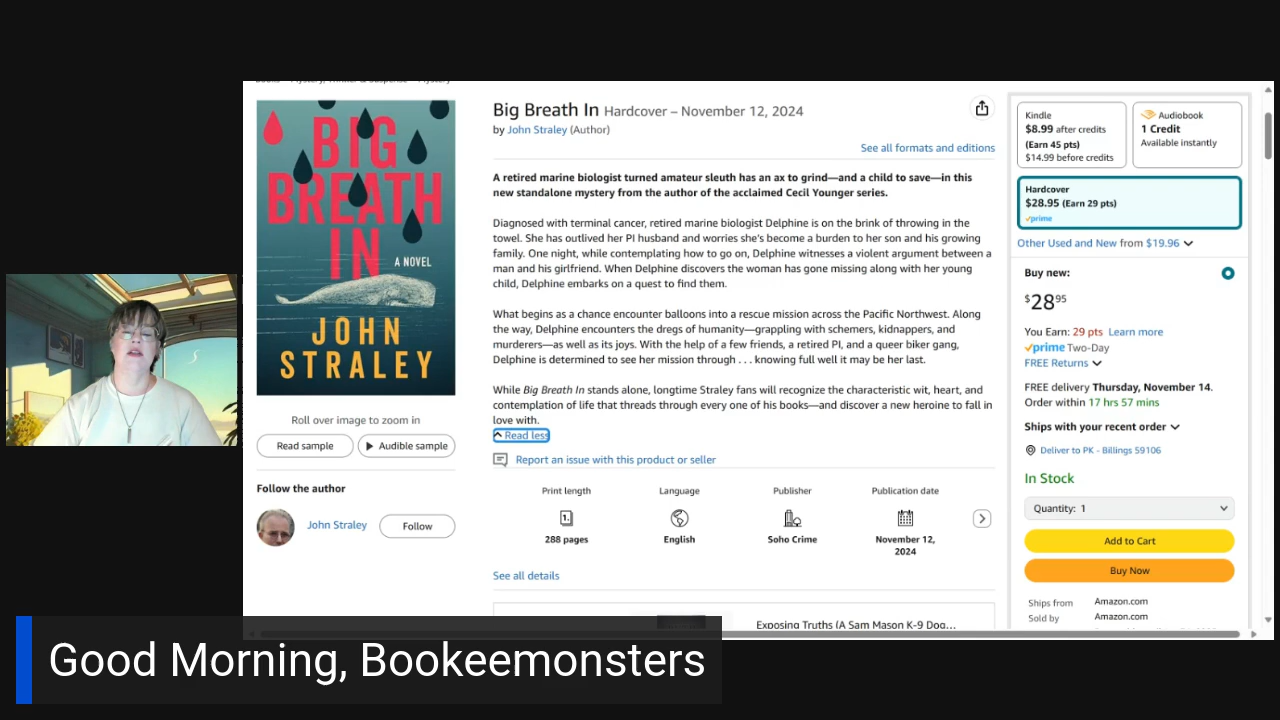 BIG
BREATH
IN
A NOVEL
JOHN
STRALEY
Roll over image to zoom in
Read sample
Audible sample
Follow the author
John Straley
Follow
Big Breath In Hardcover – November 12, 2024
by John Straley (Author)
See all formats and editions
A retired marine biologist turned amateur sleuth has an ax to grind—and a child to save—in this
new standalone mystery from the author of the acclaimed Cecil Younger series.
Diagnosed with terminal cancer, retired marine biologist Delphine is on the brink of throwing in the
towel. She has outlived her PI husband and worries she's become a burden to her son and his growing
family. One night, while contemplating how to go on, Delphine witnesses a violent argument between a
man and his girlfriend. When Delphine discovers the woman has gone missing along with her young
child, Delphine embarks on a quest to find them.
What begins as a chance encounter balloons into a rescue mission across the Pacific Northwest. Along
the way, Delphine encounters the dregs of humanity—grappling with schemers, kidnappers, and
murderers—as well as its joys. With the help of a few friends, a retired PI, and a queer biker gang,
Delphine is determined to see her mission through . . . knowing full well it may be her last.
While Big Breath In stands alone, longtime Straley fans will recognize the characteristic wit, heart, and
contemplation of life that threads through every one of his books—and discover a new heroine to fall in
love with.
Read less
Report an issue with this product or seller
Print length
288 pages
Language
English
Publisher
Soho Crime
Publication date
November 12,
2024
See all details
Exposing Truths (A Sam Mason K-9 Dog...
Kindle
$8.99 after credits
(Earn 45 pts)
$14.99 before credits
Audiobook
1 Credit
Available instantly
Hardcover
$28.95 (Earn 29 pts)
prime
Other Used and New from $19.96
Buy new:
$28 95
You Earn: 29 pts Learn more
prime Two-Day
FREE Returns
FREE delivery Thursday, November 14.
Order within 17 hrs 57 mins
Ships with your recent order
Deliver to PK - Billings 59106
In Stock
Quantity: 1
Add to Cart
Buy Now
Ships from Amazon.com
Sold by Amazon.com
Good Morning, Bookeemonsters